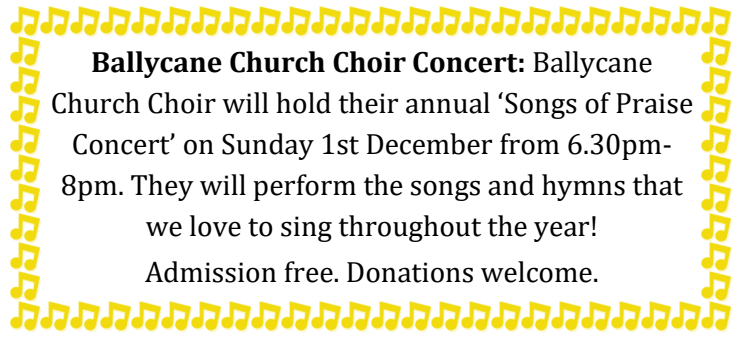 Ballycane Church Choir Concert: Ballycane
Church Choir will hold their annual ‘Songs of Praise
Concert’ on Sunday 1st December from 6.30pm-
8pm. They will perform the songs and hymns that
we love to sing throughout the year!
Admission free. Donations welcome.